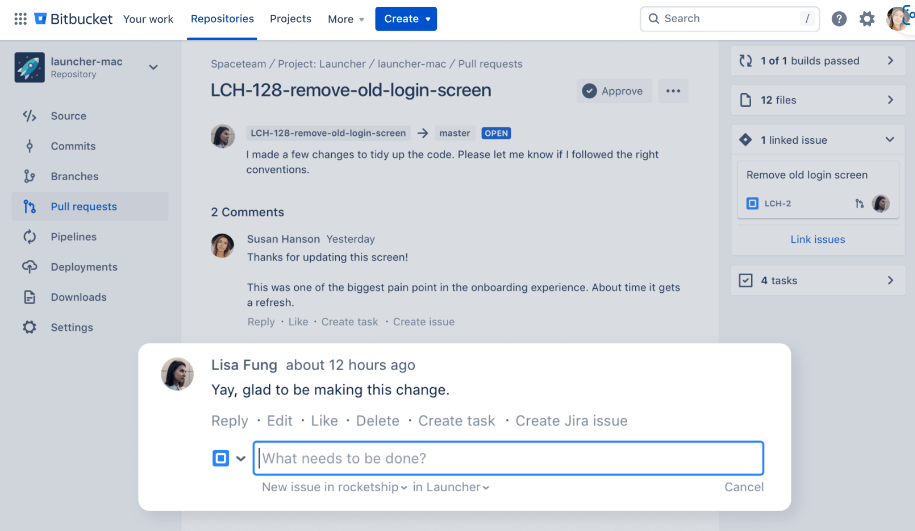 Bitbucket Your work Repositories Projects More Create Search /
launcher-mac
Repository
Source
Commits
Branches
Pull requests
Pipelines
Deployments
Downloads
Settings
Spaceteam / Project: Launcher / launcher-mac / Pull requests
LCH-128-remove-old-login-screen
Approve
LCH-128-remove-old-login-screen → master OPEN
I made a few changes to tidy up the code. Please let me know if I followed the right
conventions.
2 Comments
Susan Hanson Yesterday
Thanks for updating this screen!
This was one of the biggest pain point in the onboarding experience. About time it gets
a refresh.
Reply · Like · Create task · Create issue
1 of 1 builds passed
12 files
1 linked issue
Remove old login screen
LCH-2
Link issues
4 tasks
Lisa Fung about 12 hours ago
Yay, glad to be making this change.
Reply · Edit · Like · Delete · Create task · Create Jira issue
What needs to be done?
New issue in rocketship in Launcher Cancel